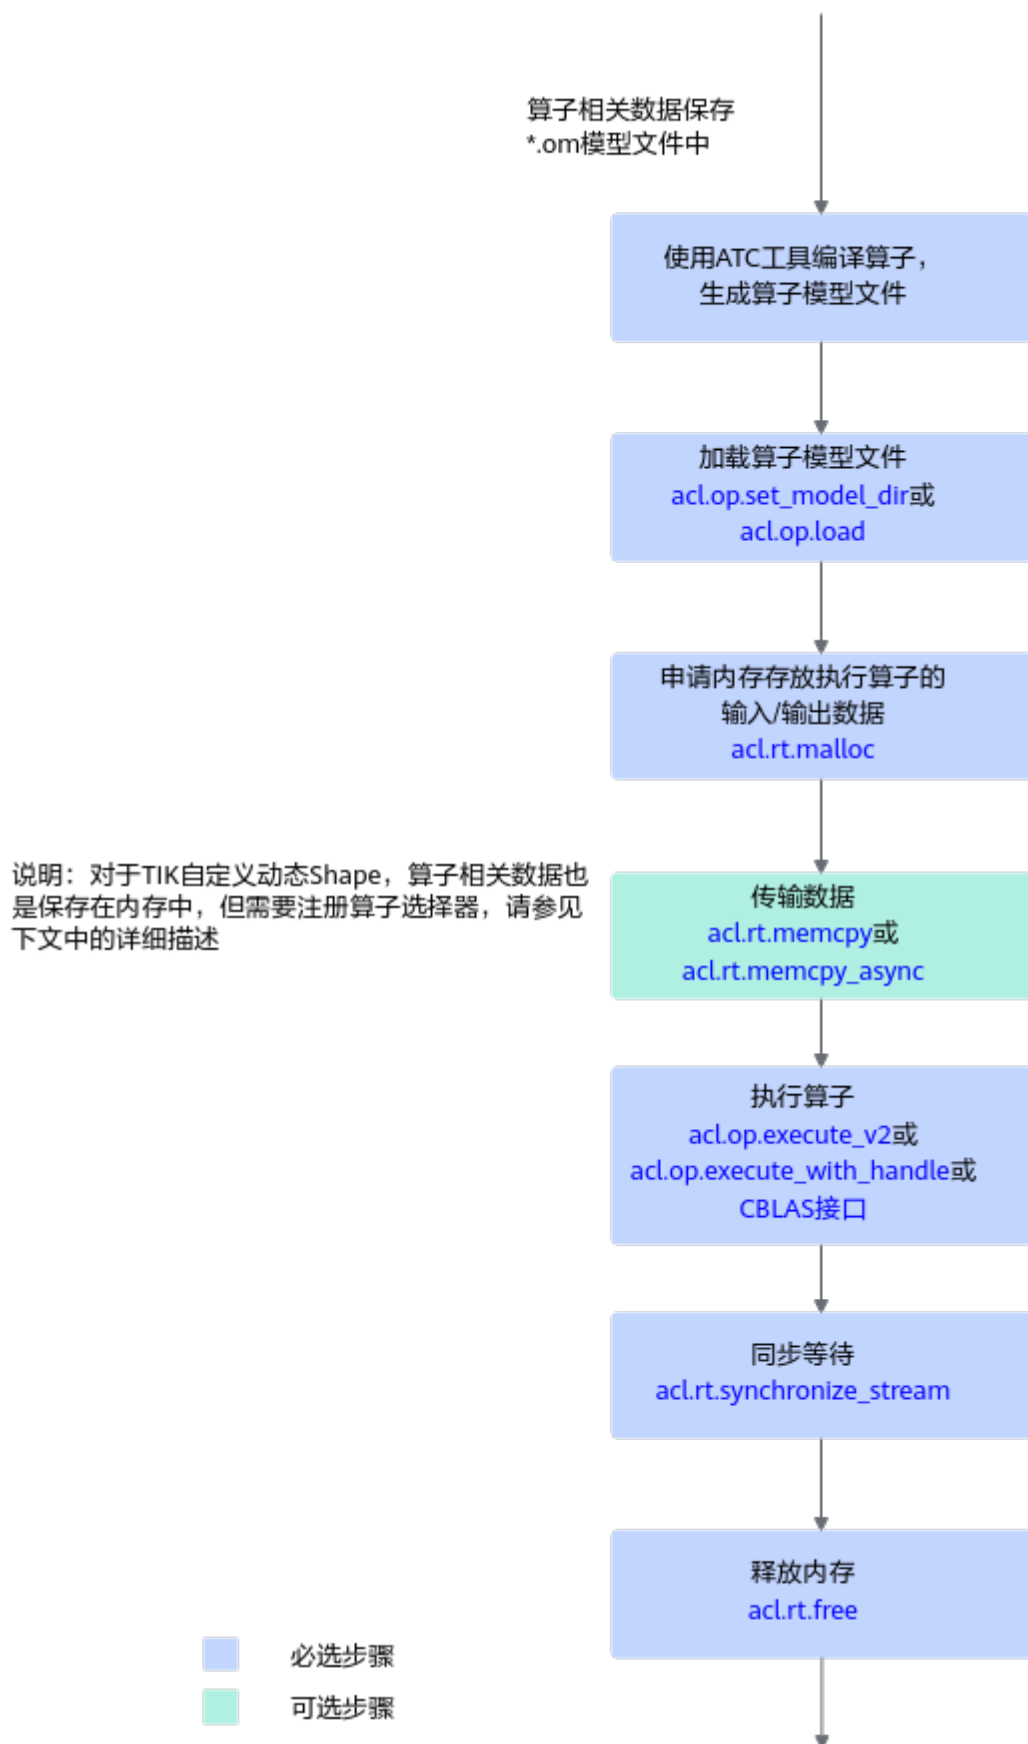 算子相关数据保存
*.om模型文件中
使用ATC工具编译算子，
生成算子模型文件
加载算子模型文件
acl.op.set_model_dir或
acl.op.load
申请内存存放执行算子的
输入/输出数据
acl.rt.malloc
说明：对于TIK自定义动态Shape，算子相关数据也
是保存在内存中，但需要注册算子选择器，请参见
下文中的详细描述
传输数据
acl.rt.memcpy或
acl.rt.memcpy_async
执行算子
acl.op.execute_v2或
acl.op.execute_with_handle或
CBLAS接口
同步等待
acl.rt.synchronize_stream
释放内存
acl.rt.free
必选步骤
可选步骤